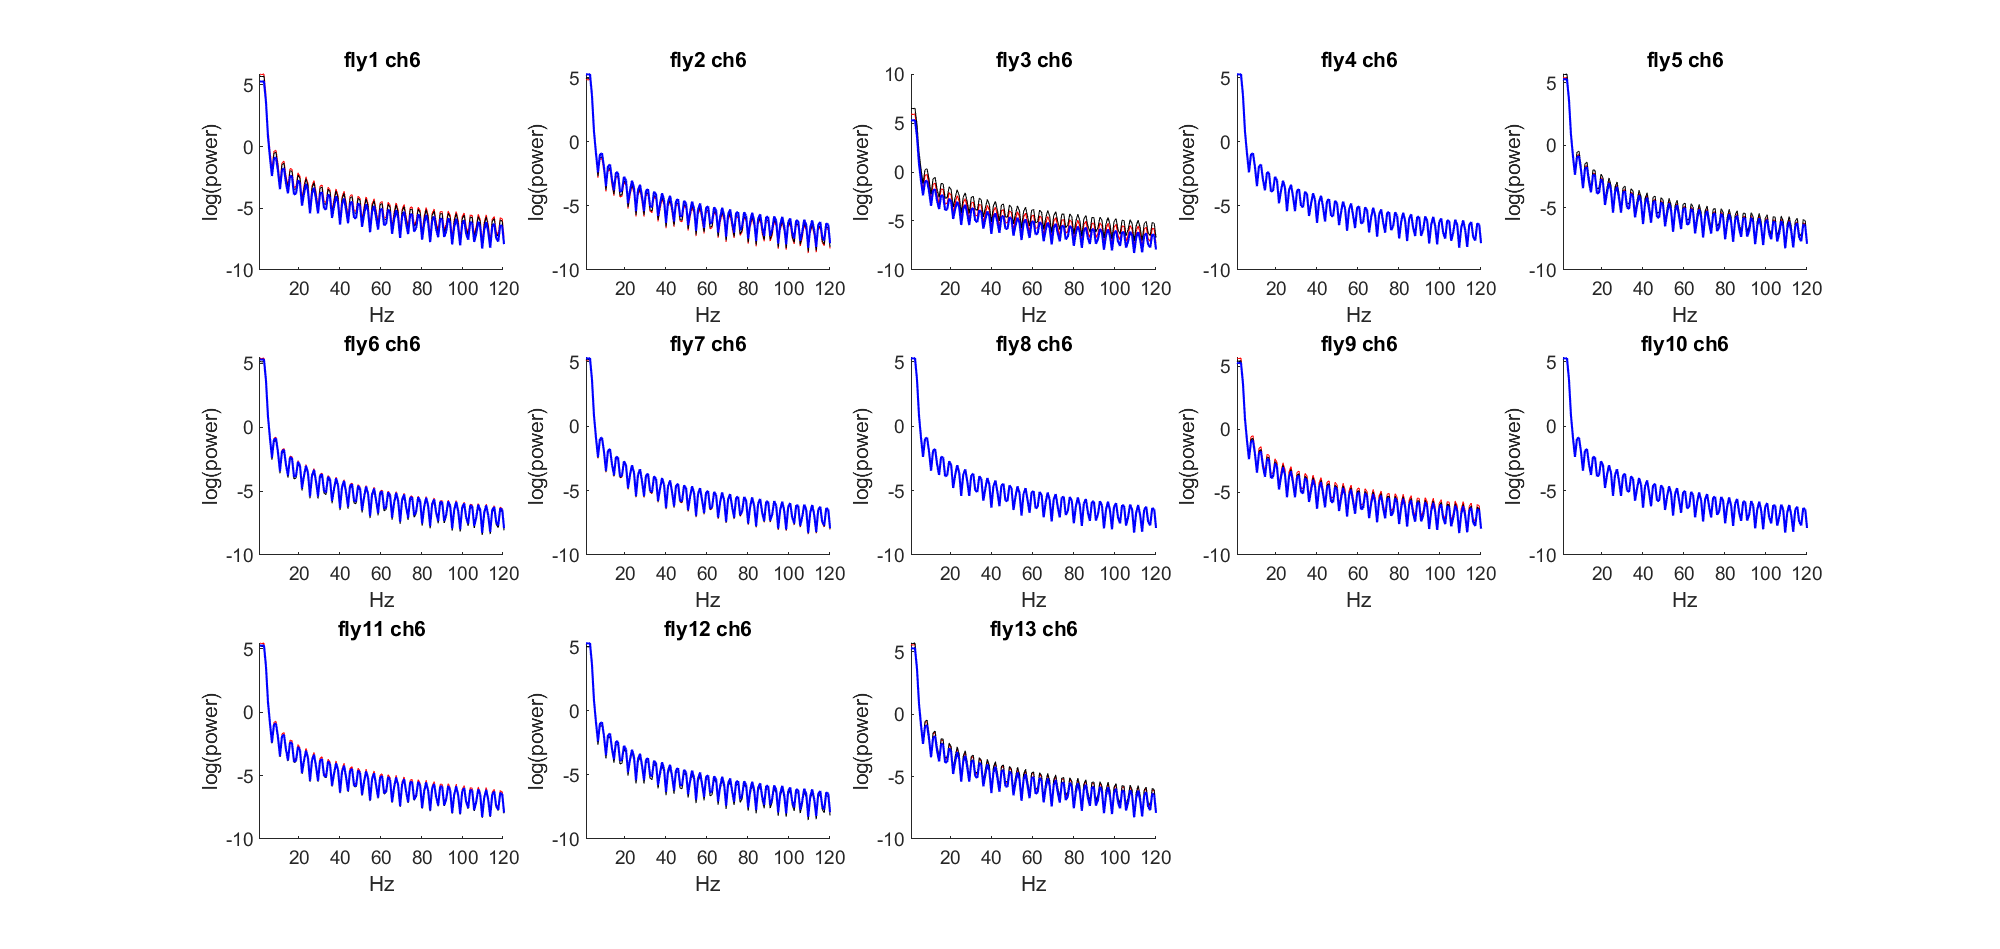 fly1 ch6 fly2 ch6 fly3 ch6 fly4 ch6 fly5 ch6
5 5 10 5 5
0 0 5 0 0
-5 -5 0 -5 -5
-10 -10 -5 -10 -10
-10
log(power) log(power) log(power) log(power) log(power)
20 40 60 80 100 120 20 40 60 80 100 120 20 40 60 80 100 120 20 40 60 80 100 120 20 40 60 80 100 120
Hz Hz Hz Hz Hz
fly6 ch6 fly7 ch6 fly8 ch6 fly9 ch6 fly10 ch6
5 5 5 5 5
0 0 0 0 0
-5 -5 -5 -5 -5
-10 -10 -10 -10 -10
log(power) log(power) log(power) log(power) log(power)
20 40 60 80 100 120 20 40 60 80 100 120 20 40 60 80 100 120 20 40 60 80 100 120 20 40 60 80 100 120
Hz Hz Hz Hz Hz
fly11 ch6 fly12 ch6 fly13 ch6
5 5 5
0 0 0
-5 -5 -5
-10 -10 -10
log(power) log(power) log(power)
20 40 60 80 100 120 20 40 60 80 100 120 20 40 60 80 100 120
Hz Hz Hz